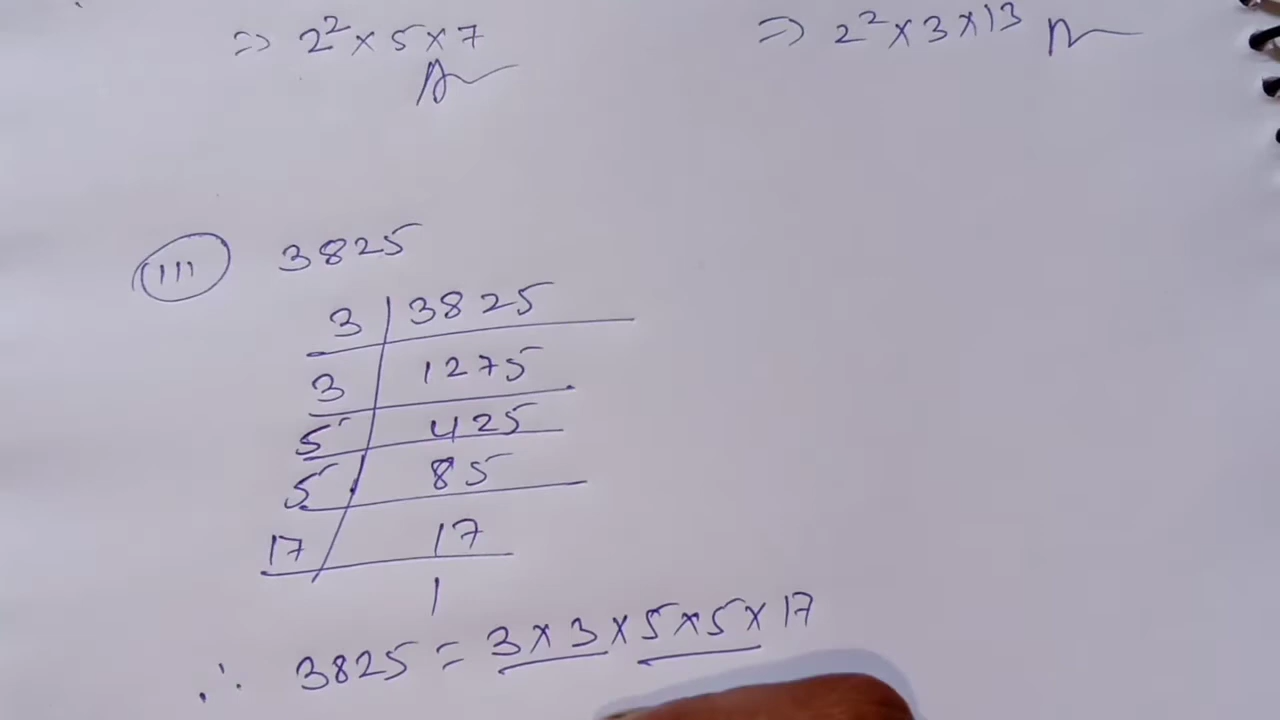 ⇒ 2² × 5 × 7
⇒ 2² × 3 × 13
III 3825
3 | 3825
3 | 1275
5 | 425
5 | 85
17 | 17
1
∴ 3825 = 3 × 3 × 5 × 5 × 17